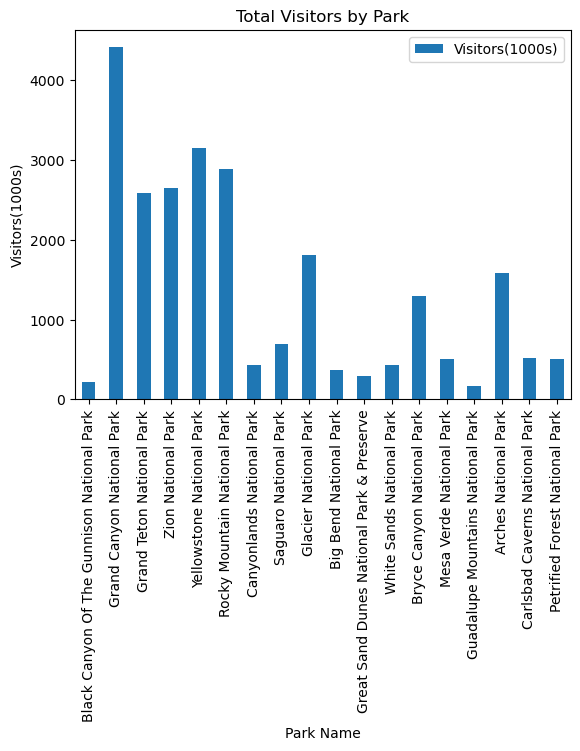 Total Visitors by Park
Visitors(1000s)
Visitors(1000s)
4000
3000
2000
1000
0
Black Canyon Of The Gunnison National Park
Grand Canyon National Park
Grand Teton National Park
Zion National Park
Yellowstone National Park
Rocky Mountain National Park
Canyonlands National Park
Saguaro National Park
Glacier National Park
Big Bend National Park
Great Sand Dunes National Park & Preserve
White Sands National Park
Bryce Canyon National Park
Mesa Verde National Park
Guadalupe Mountains National Park
Arches National Park
Carlsbad Caverns National Park
Petrified Forest National Park
Park Name